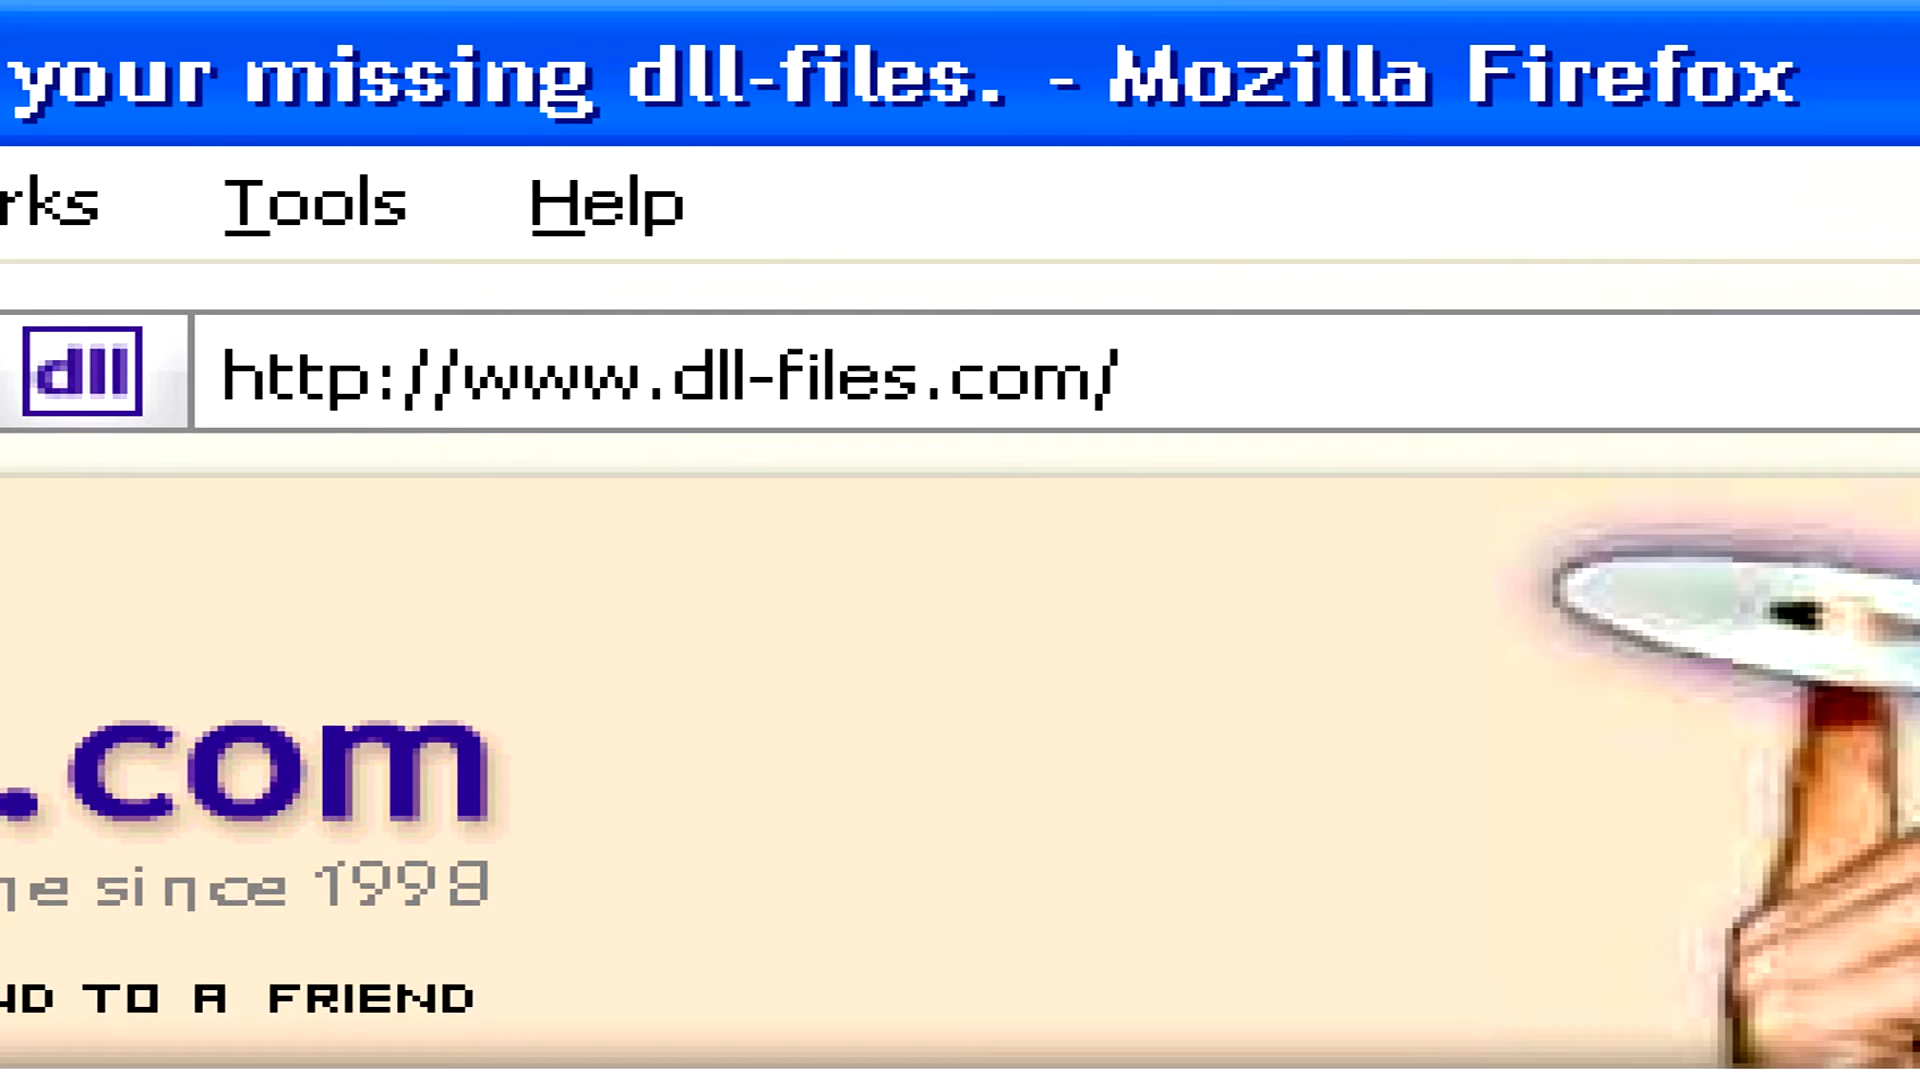 your missing dll-files. - Mozilla Firefox
rks Tools Help
dll http://www.dll-files.com/
.com
ne since 1998
ND TO A FRIEND